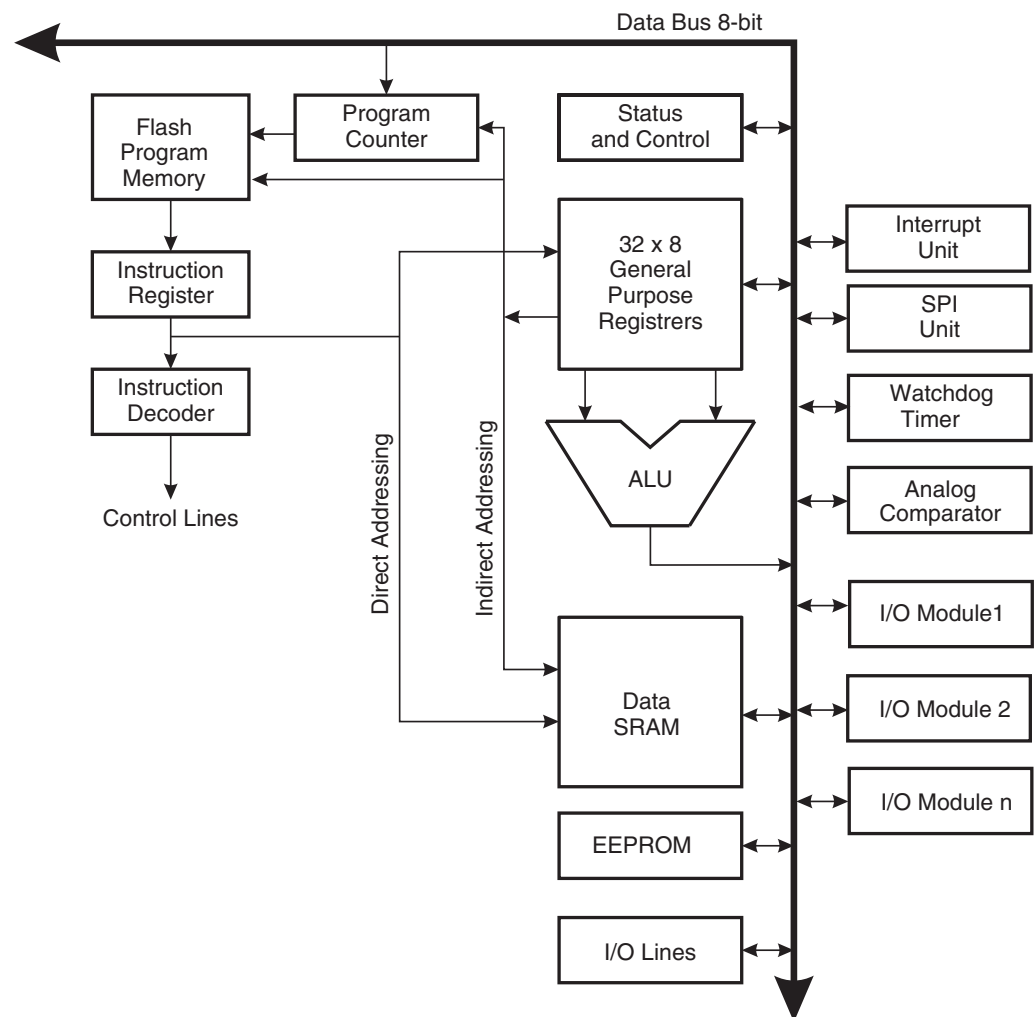 Data Bus 8-bit
Flash
Program
Memory
Program
Counter
Status
and Control
Interrupt
Unit
32 x 8
General
Purpose
Registrers
Instruction
Register
SPI
Unit
Instruction
Decoder
Watchdog
Timer
Direct Addressing
Indirect Addressing
ALU
Analog
Comparator
Control Lines
I/O Module1
Data
SRAM
I/O Module 2
I/O Module n
EEPROM
I/O Lines